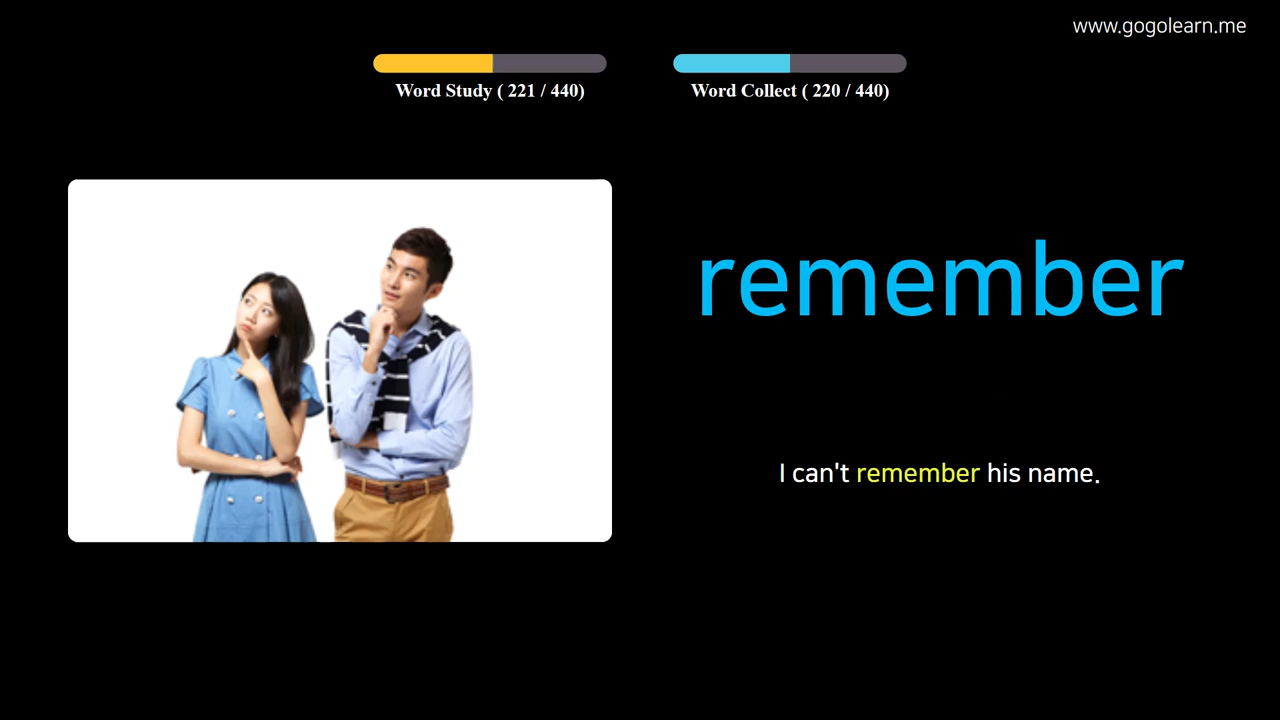 www.gogolearn.me
Word Study ( 221 / 440)
Word Collect ( 220 / 440)
remember
I can't remember his name.